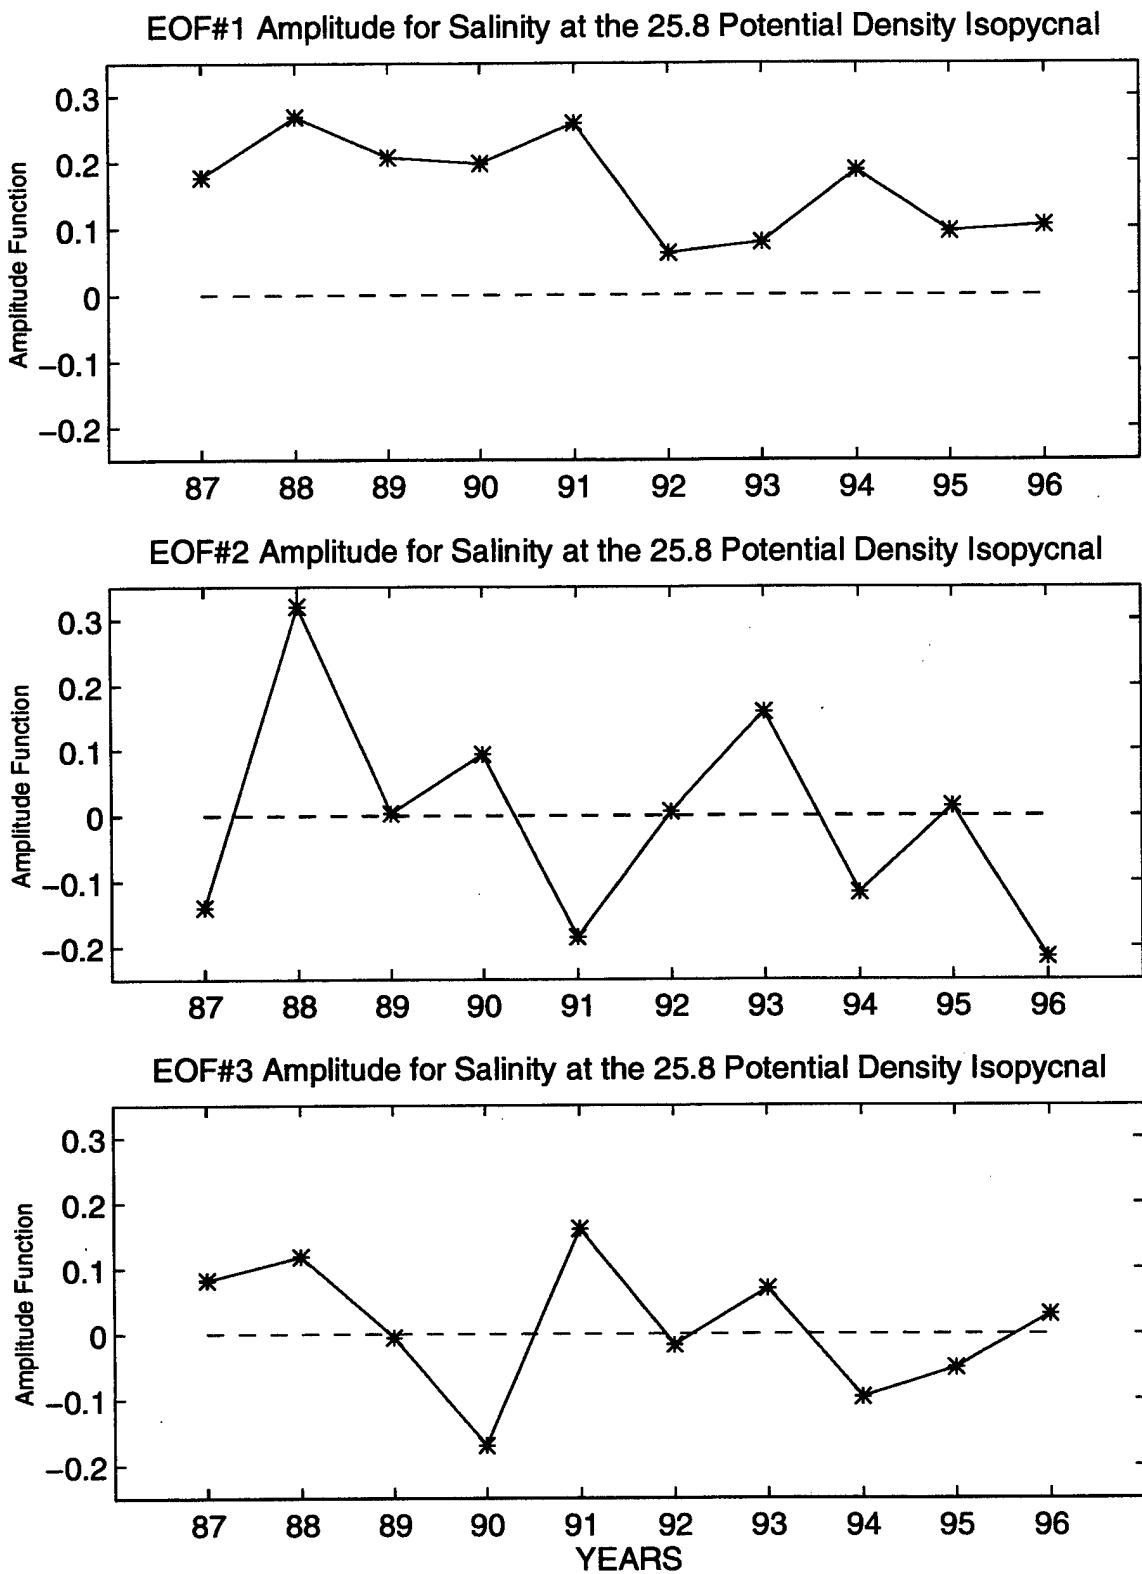 EOF#1 Amplitude for Salinity at the 25.8 Potential Density Isopycnal
Amplitude Function
0.3
0.2
0.1
0
−0.1
−0.2
87 88 89 90 91 92 93 94 95 96
EOF#2 Amplitude for Salinity at the 25.8 Potential Density Isopycnal
Amplitude Function
0.3
0.2
0.1
0
−0.1
−0.2
87 88 89 90 91 92 93 94 95 96
EOF#3 Amplitude for Salinity at the 25.8 Potential Density Isopycnal
Amplitude Function
0.3
0.2
0.1
0
−0.1
−0.2
87 88 89 90 91 92 93 94 95 96
YEARS